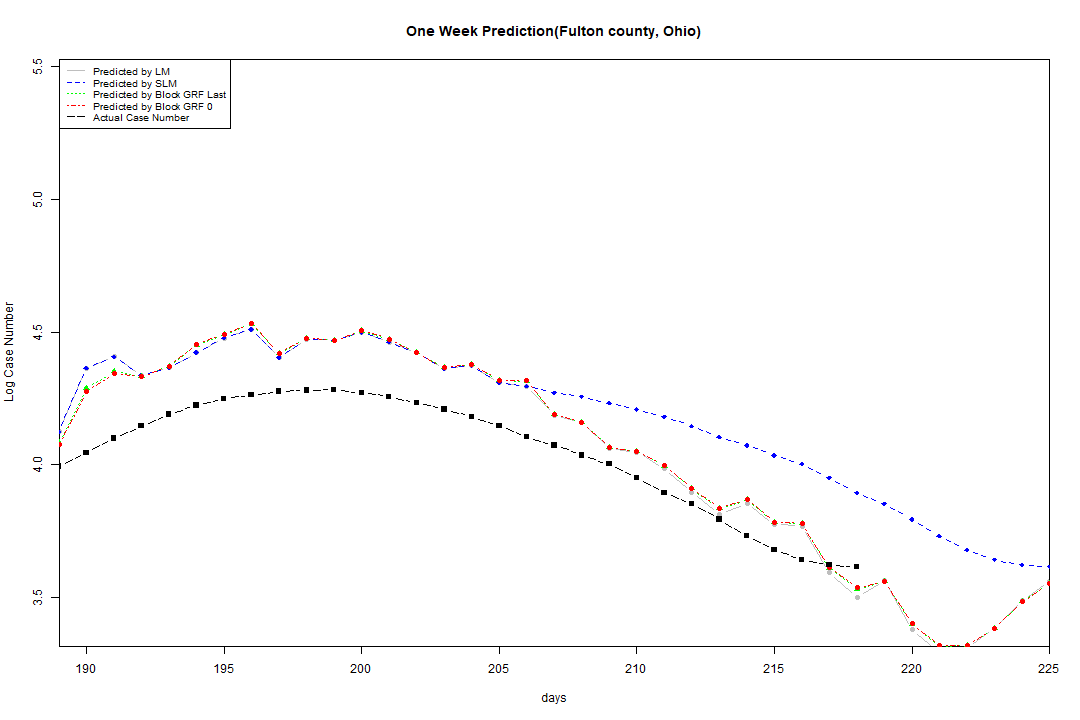 One Week Prediction(Fulton county, Ohio)
Predicted by LM
Predicted by SLM
Predicted by Block GRF Last
Predicted by Block GRF 0
Actual Case Number
Log Case Number
5.5
5.0
4.5
4.0
3.5
190 195 200 205 210 215 220 225
days